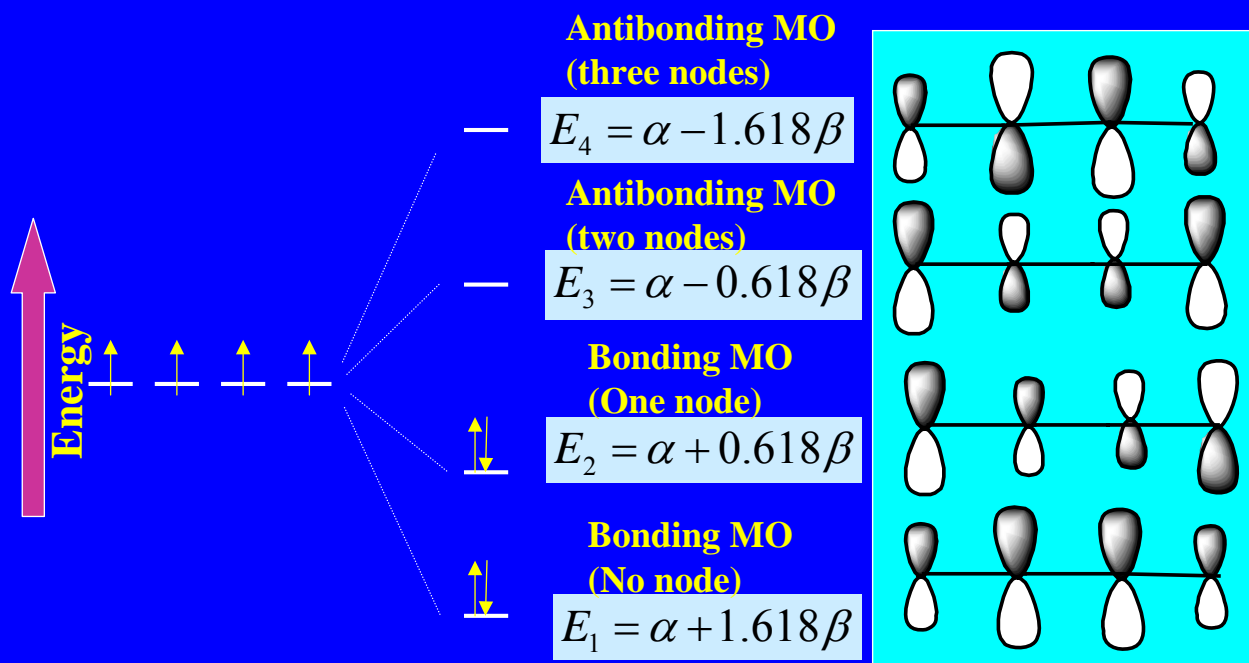 Antibonding MO
(three nodes)
E₄ = α − 1.618β
Antibonding MO
(two nodes)
E₃ = α − 0.618β
Energy
Bonding MO
(One node)
E₂ = α + 0.618β
Bonding MO
(No node)
E₁ = α + 1.618β